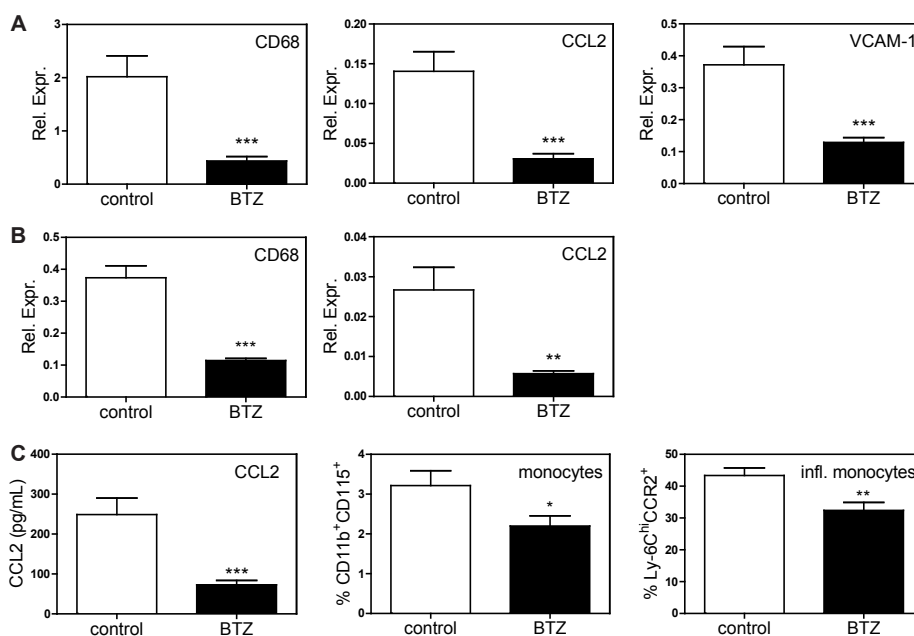 A
CD68
Rel. Expr.
3
2
1
0
***
control
BTZ
CCL2
Rel. Expr.
0.20
0.15
0.10
0.05
0.00
***
control
BTZ
VCAM-1
Rel. Expr.
0.5
0.4
0.3
0.2
0.1
0.0
***
control
BTZ
B
CD68
Rel. Expr.
0.5
0.4
0.3
0.2
0.1
0.0
***
control
BTZ
CCL2
Rel. Expr.
0.04
0.03
0.02
0.01
0.00
**
control
BTZ
C
CCL2
CCL2 (pg/mL)
400
300
200
100
0
***
control
BTZ
monocytes
% CD11b⁺CD115⁺
4
3
2
1
0
*
control
BTZ
infl. monocytes
% Ly-6CʰⁱCCR2⁺
50
40
30
20
10
0
**
control
BTZ